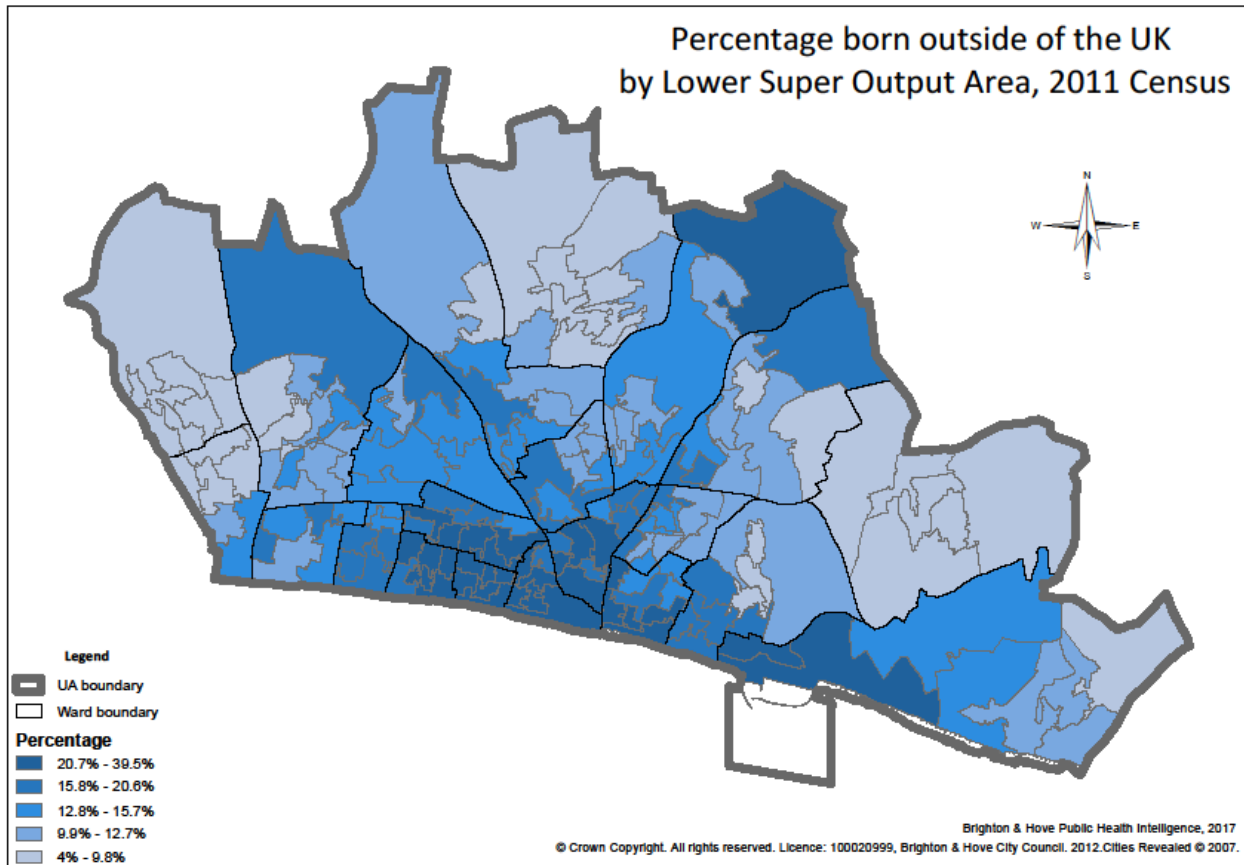 Percentage born outside of the UK
by Lower Super Output Area, 2011 Census
N
W
E
S
Legend
UA boundary
Ward boundary
Percentage
20.7% - 39.5%
15.8% - 20.6%
12.8% - 15.7%
9.9% - 12.7%
4% - 9.8%
Brighton & Hove Public Health Intelligence, 2017
© Crown Copyright. All rights reserved. Licence: 100020999, Brighton & Hove City Council. 2012.Cities Revealed © 2007.